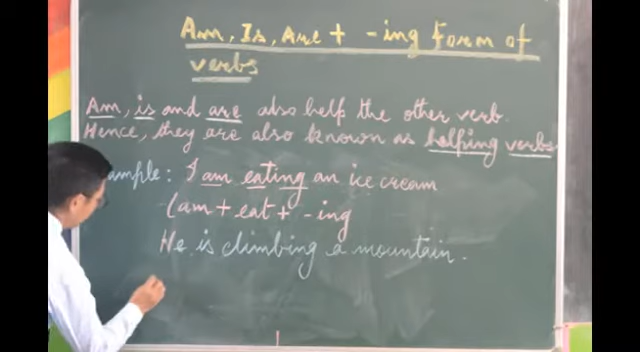 Am, Is, Are + -ing Form of
verbs
Am, is and are also help the other verb.
Hence, they are also known as helping verbs
ample: I am eating an ice cream
(am + eat + -ing
He is climbing a mountain.